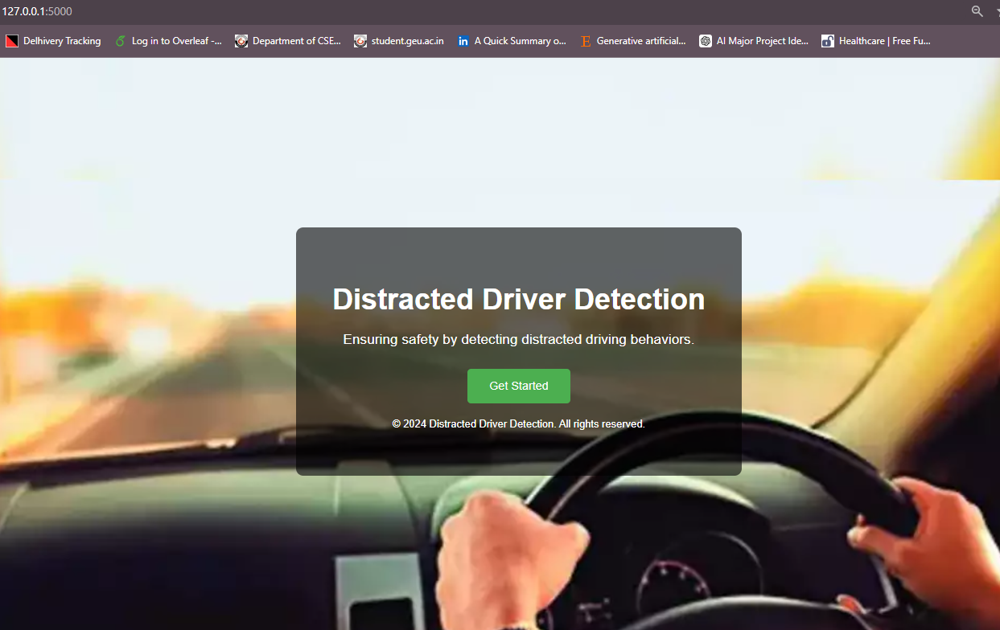 127.0.0.1:5000
Delhivery Tracking
Log in to Overleaf -...
Department of CSE...
student.geu.ac.in
in
A Quick Summary o...
E
Generative artificial...
AI Major Project Ide...
Healthcare | Free Fu...
Distracted Driver Detection
Ensuring safety by detecting distracted driving behaviors.
Get Started
© 2024 Distracted Driver Detection. All rights reserved.